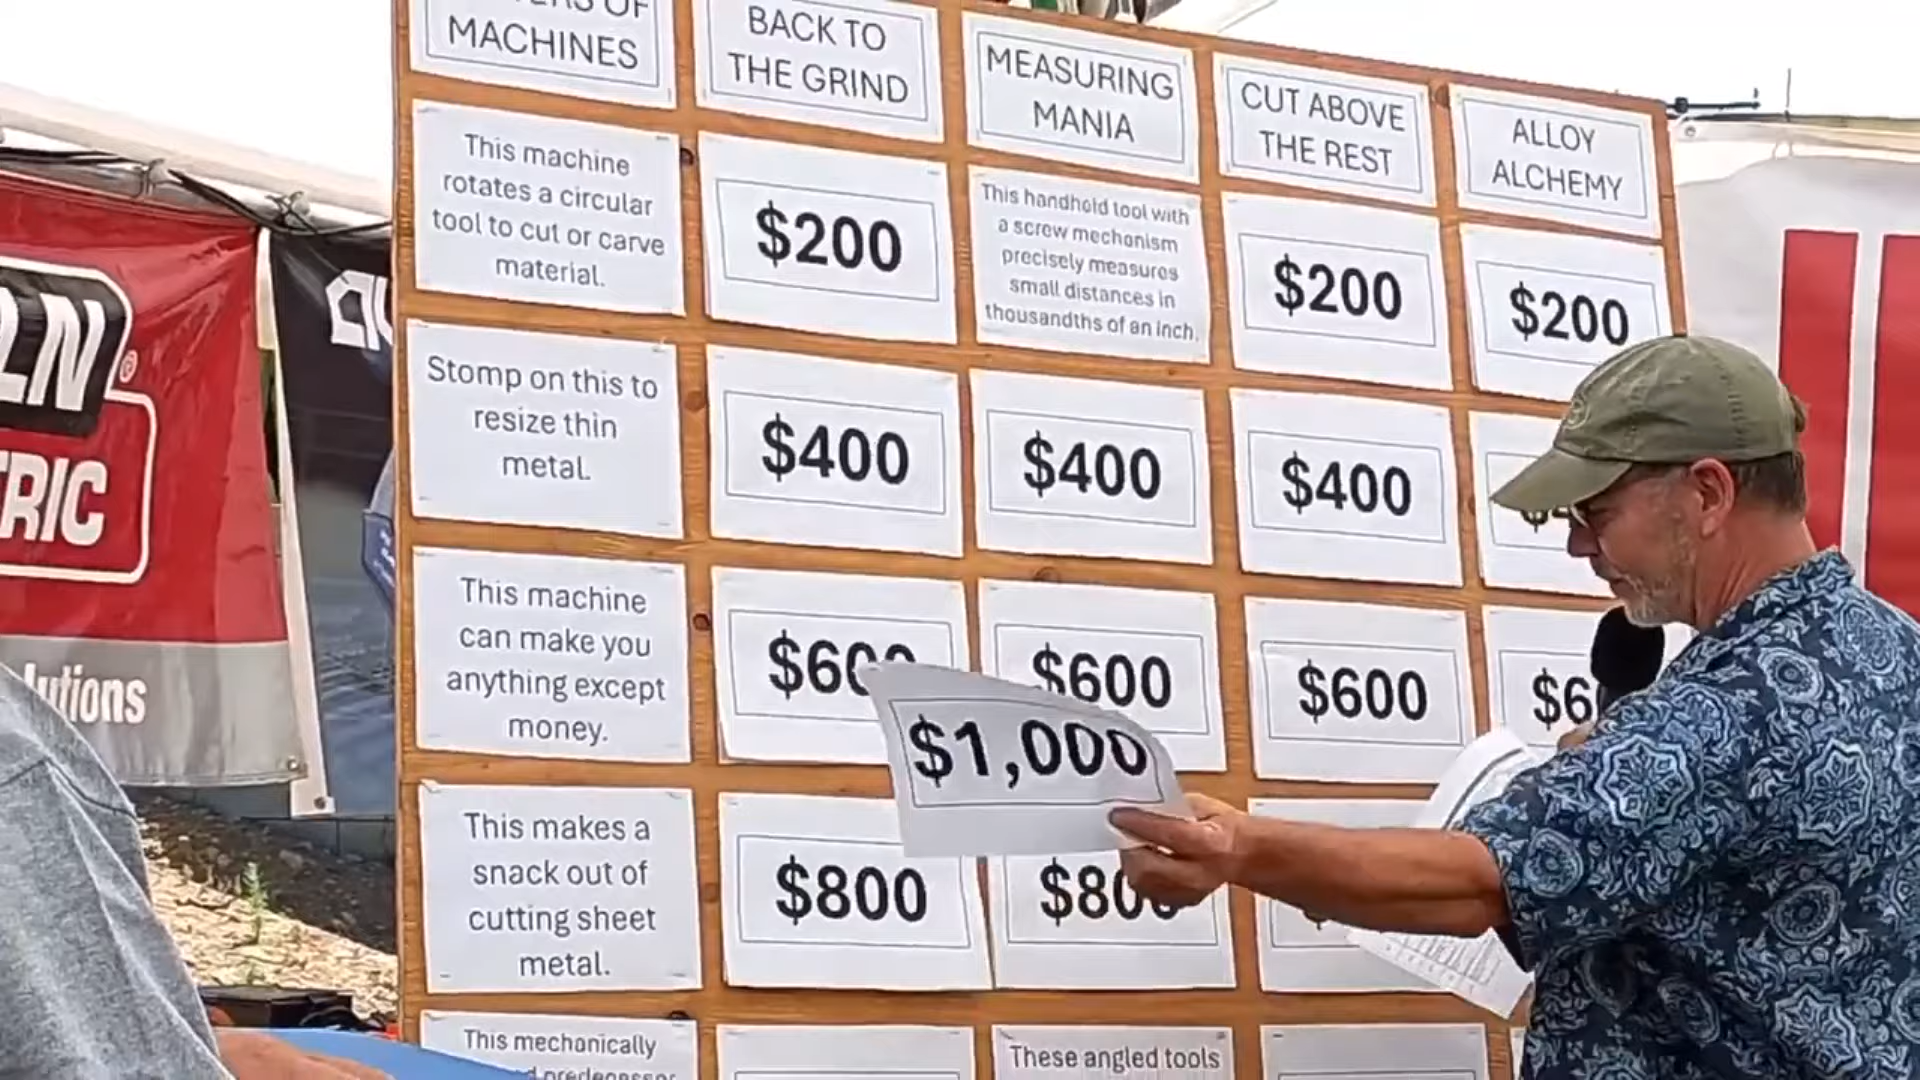 MACHINES
BACK TO
THE GRIND
MEASURING
MANIA
CUT ABOVE
THE REST
ALLOY
ALCHEMY
This machine
rotates a circular
tool to cut or carve
material.
$200
This handheld tool with
a screw mechanism
precisely measures
small distances in
thousandths of an inch.
$200
$200
Stomp on this to
resize thin
metal.
$400
$400
$400
This machine
can make you
anything except
money.
$600
$600
$600
$1,000
This makes a
snack out of
cutting sheet
metal.
$800
$800
This mechanically
These angled tools